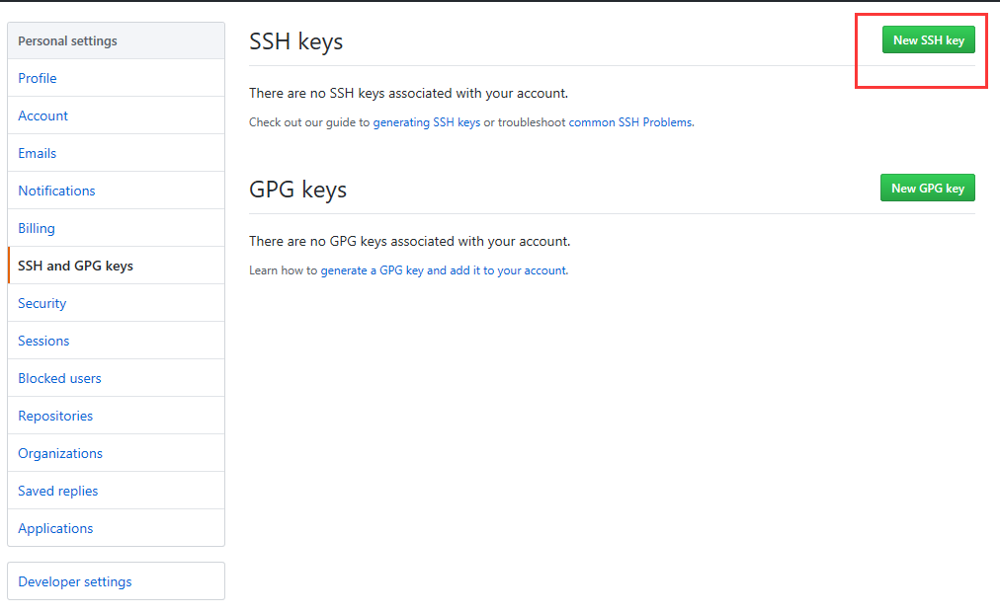 Personal settings
Profile
Account
Emails
Notifications
Billing
SSH and GPG keys
Security
Sessions
Blocked users
Repositories
Organizations
Saved replies
Applications
Developer settings
SSH keys
New SSH key
There are no SSH keys associated with your account.
Check out our guide to generating SSH keys or troubleshoot common SSH Problems.
GPG keys
New GPG key
There are no GPG keys associated with your account.
Learn how to generate a GPG key and add it to your account.